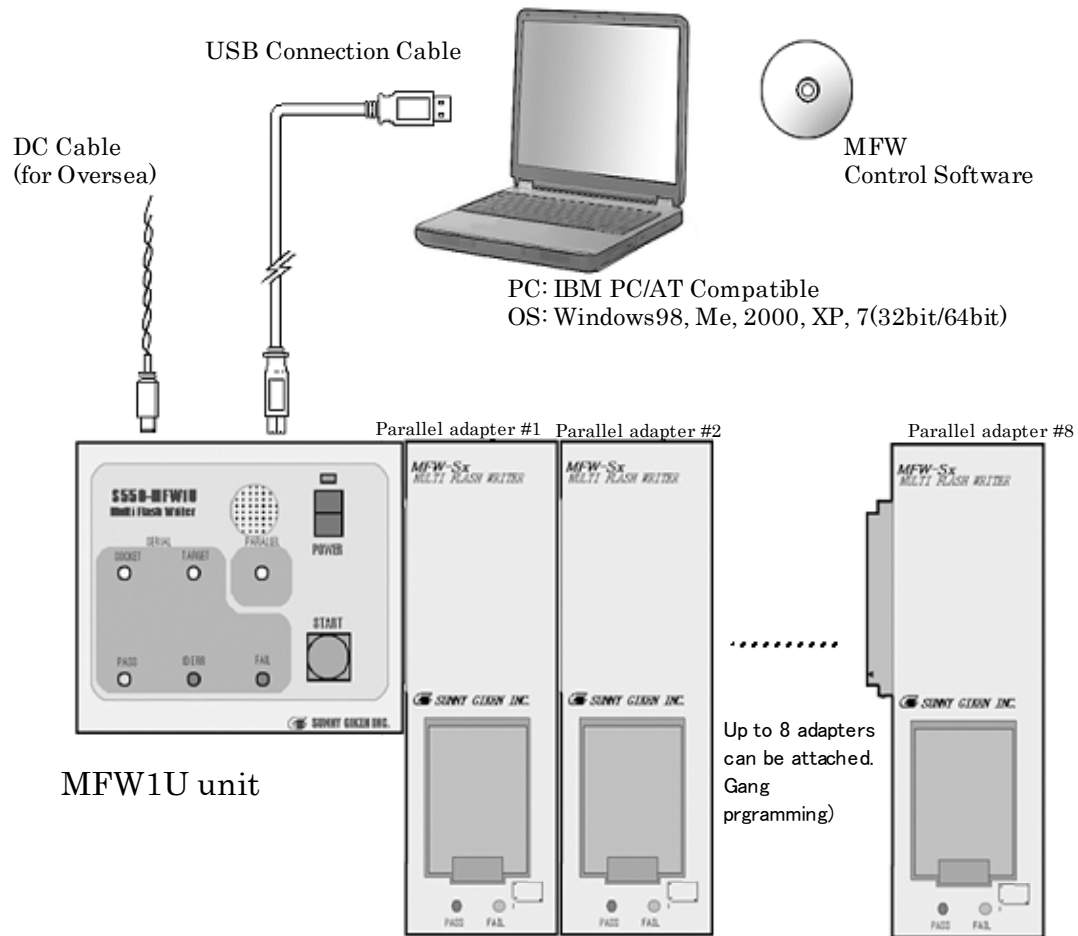 USB Connection Cable
DC Cable
(for Oversea)
MFW
Control Software
PC: IBM PC/AT Compatible
OS: Windows98, Me, 2000, XP, 7(32bit/64bit)
Parallel adapter #1
Parallel adapter #2
Parallel adapter #8
S550-MFW1U
Multi Flash Writer
SERIAL
PARALLEL
SOCKET
TARGET
POWER
START
PASS
ID ERR
FAIL
SUNNY GIKEN INC.
MFW1U unit
MFW-Sx
MULTI FLASH WRITER
SUNNY GIKEN INC.
PASS
FAIL
MFW-Sx
MULTI FLASH WRITER
SUNNY GIKEN INC.
PASS
FAIL
Up to 8 adapters
can be attached.
Gang
prgramming)
MFW-Sx
MULTI FLASH WRITER
SUNNY GIKEN INC.
PASS
FAIL